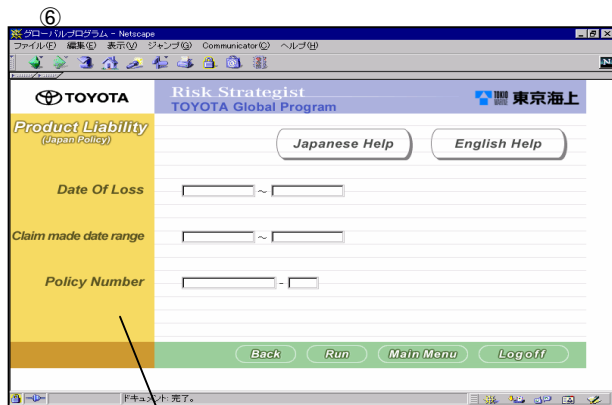 ⑥
グローバルプログラム - Netscape
ファイル(F) 編集(E) 表示(V) ジャンプ(G) Communicator(C) ヘルプ(H)
TOYOTA
Risk Strategist
TOYOTA Global Program
TOKIO 東京海上
Product Liability
(Japan Policy)
Japanese Help
English Help
Date Of Loss ～
Claim made date range ～
Policy Number -
Back Run Main Menu Logoff
ドキュメント: 完了。